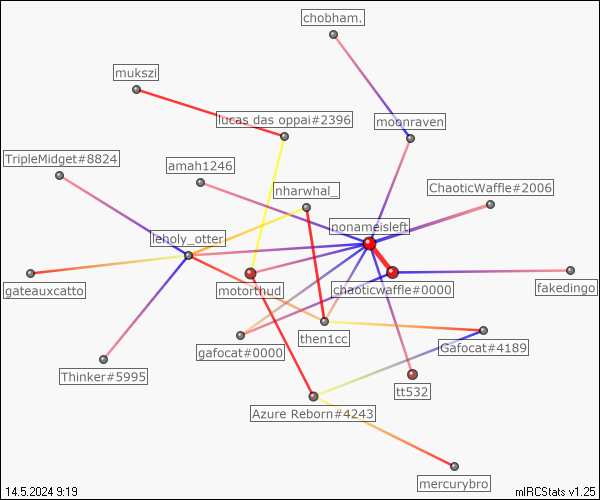 chobham.
mukszi
lucas das oppai#2396
moonraven
TripleMidget#8824
amah1246
nharwhal_
ChaoticWaffle#2006
nonameisleft
leholy_otter
gateauxcatto
motorthud
chaoticwaffle#0000
fakedingo
then1cc
gafocat#0000
Gafocat#4189
Thinker#5995
tt532
Azure Reborn#4243
mercurybro
14.5.2024 9:19
mIRCStats v1.25